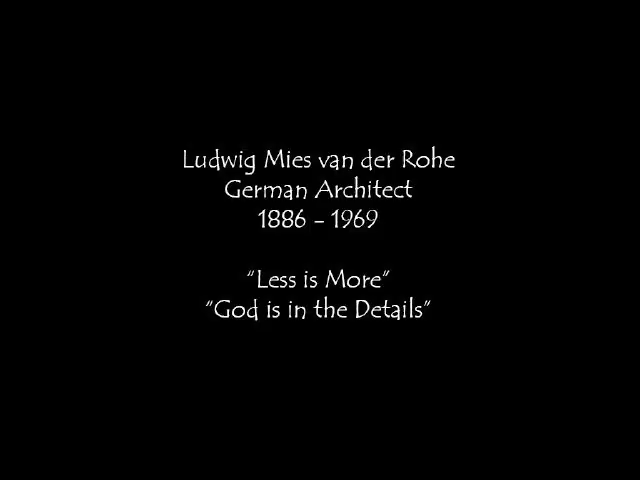 Ludwig Mies van der Rohe
German Architect
1886 - 1969
"Less is More"
"God is in the Details"